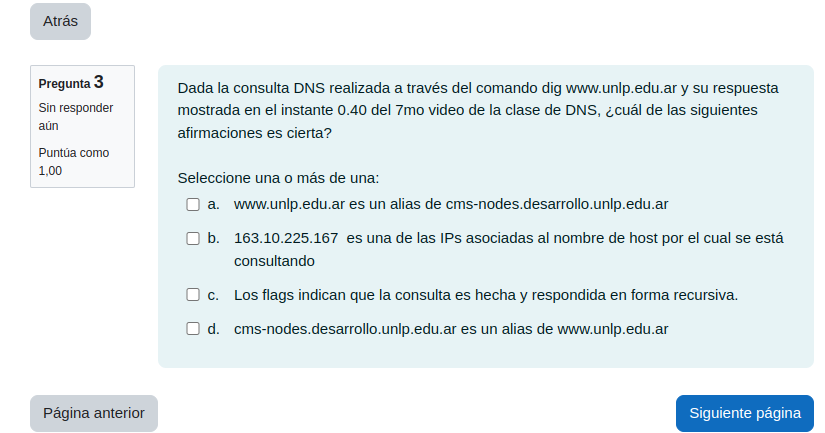 Atrás
Pregunta 3
Sin responder
aún
Puntúa como
1,00
Dada la consulta DNS realizada a través del comando dig www.unlp.edu.ar y su respuesta
mostrada en el instante 0.40 del 7mo video de la clase de DNS, ¿cuál de las siguientes
afirmaciones es cierta?
Seleccione una o más de una:
a. www.unlp.edu.ar es un alias de cms-nodes.desarrollo.unlp.edu.ar
b. 163.10.225.167 es una de las IPs asociadas al nombre de host por el cual se está
consultando
c. Los flags indican que la consulta es hecha y respondida en forma recursiva.
d. cms-nodes.desarrollo.unlp.edu.ar es un alias de www.unlp.edu.ar
Página anterior
Siguiente página